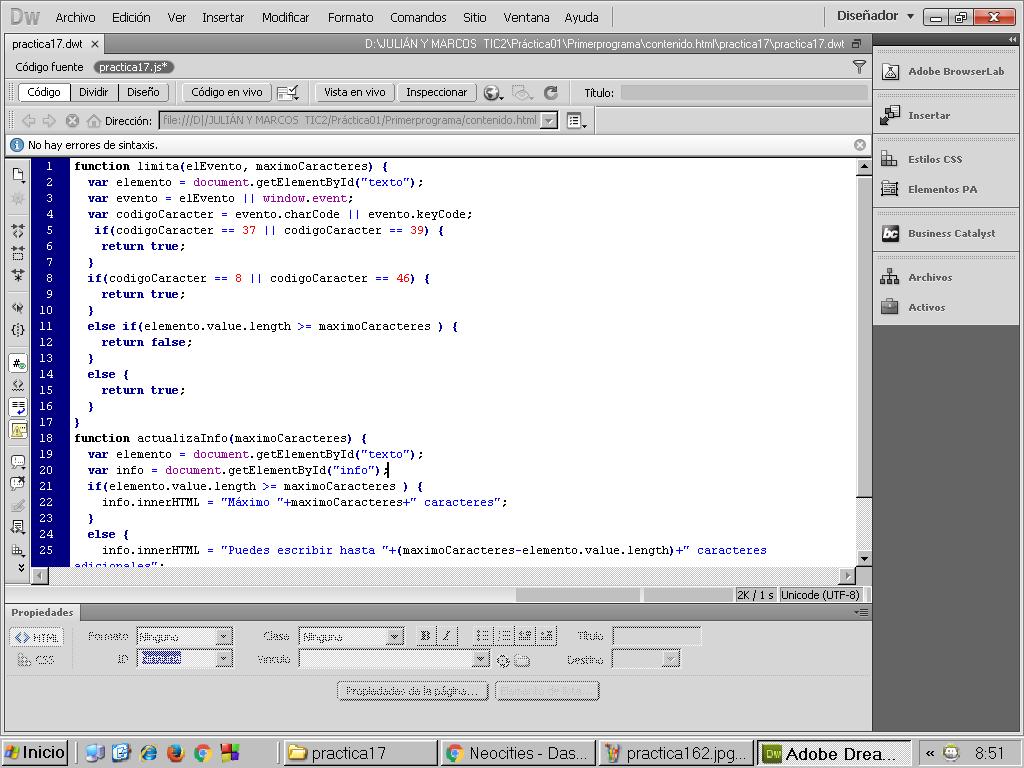 Dw Archivo Edición Ver Insertar Modificar Formato Comandos Sitio Ventana Ayuda Diseñador
practica17.dwt D:\JULIÁN Y MARCOS TIC2\Práctica01\Primerprograma\contenido.html\practica17\practica17.dwt
Código fuente practica17.js*
Código Dividir Diseño Código en vivo Vista en vivo Inspeccionar Título:
Dirección: file:///D|/JULIÁN Y MARCOS TIC2/Práctica01/Primerprograma/contenido.html
No hay errores de sintaxis.
1 function limita(elEvento, maximoCaracteres) {
2 var elemento = document.getElementById("texto");
3 var evento = elEvento || window.event;
4 var codigoCaracter = evento.charCode || evento.keyCode;
5 if(codigoCaracter == 37 || codigoCaracter == 39) {
6 return true;
7 }
8 if(codigoCaracter == 8 || codigoCaracter == 46) {
9 return true;
10 }
11 else if(elemento.value.length >= maximoCaracteres ) {
12 return false;
13 }
14 else {
15 return true;
16 }
17 }
18 function actualizaInfo(maximoCaracteres) {
19 var elemento = document.getElementById("texto");
20 var info = document.getElementById("info");
21 if(elemento.value.length >= maximoCaracteres ) {
22 info.innerHTML = "Máximo "+maximoCaracteres+" caracteres";
23 }
24 else {
25 info.innerHTML = "Puedes escribir hasta "+(maximoCaracteres-elemento.value.length)+" caracteres
adicionales";
2K / 1 s Unicode (UTF-8)
Adobe BrowserLab
Insertar
Estilos CSS
Elementos PA
bc Business Catalyst
Archivos
Activos
Propiedades
<> HTML Formato Ninguno Clase Ninguna B I Título
CSS ID Ninguno Vínculo Destino
Propiedades de la página... Elemento de lista...
Inicio practica17 Neocities - Das... practica162.jpg... Adobe Drea... « 8:51